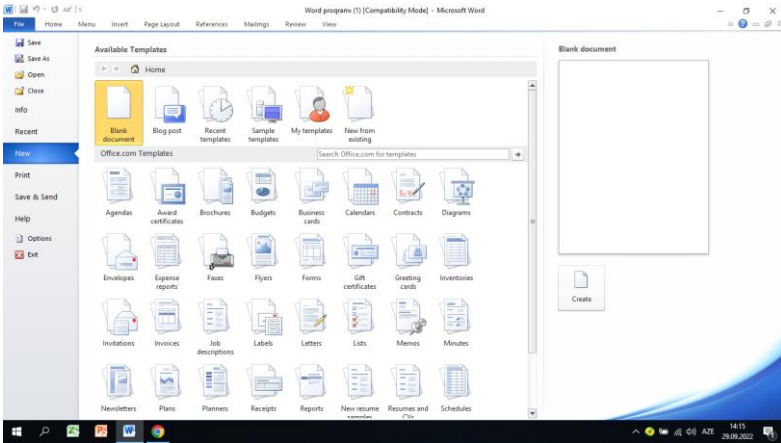 Word proqramı (1) [Compatibility Mode] - Microsoft Word
File Home Menu Insert Page Layout References Mailings Review View
Save
Save As
Open
Close
Info
Recent
New
Print
Save & Send
Help
Options
Exit
Available Templates
Home
Blank document
Blog post
Recent templates
Sample templates
My templates
New from existing
Office.com Templates
Search Office.com for templates
Agendas
Award certificates
Brochures
Budgets
Business cards
Calendars
Contracts
Diagrams
Envelopes
Expense reports
Faxes
Flyers
Forms
Gift certificates
Greeting cards
Inventories
Invitations
Invoices
Job descriptions
Labels
Letters
Lists
Memos
Minutes
Newsletters
Plans
Planners
Receipts
Reports
New resume samples
Resumes and CVs
Schedules
Blank document
Create
AZE
14:15
29.09.2022